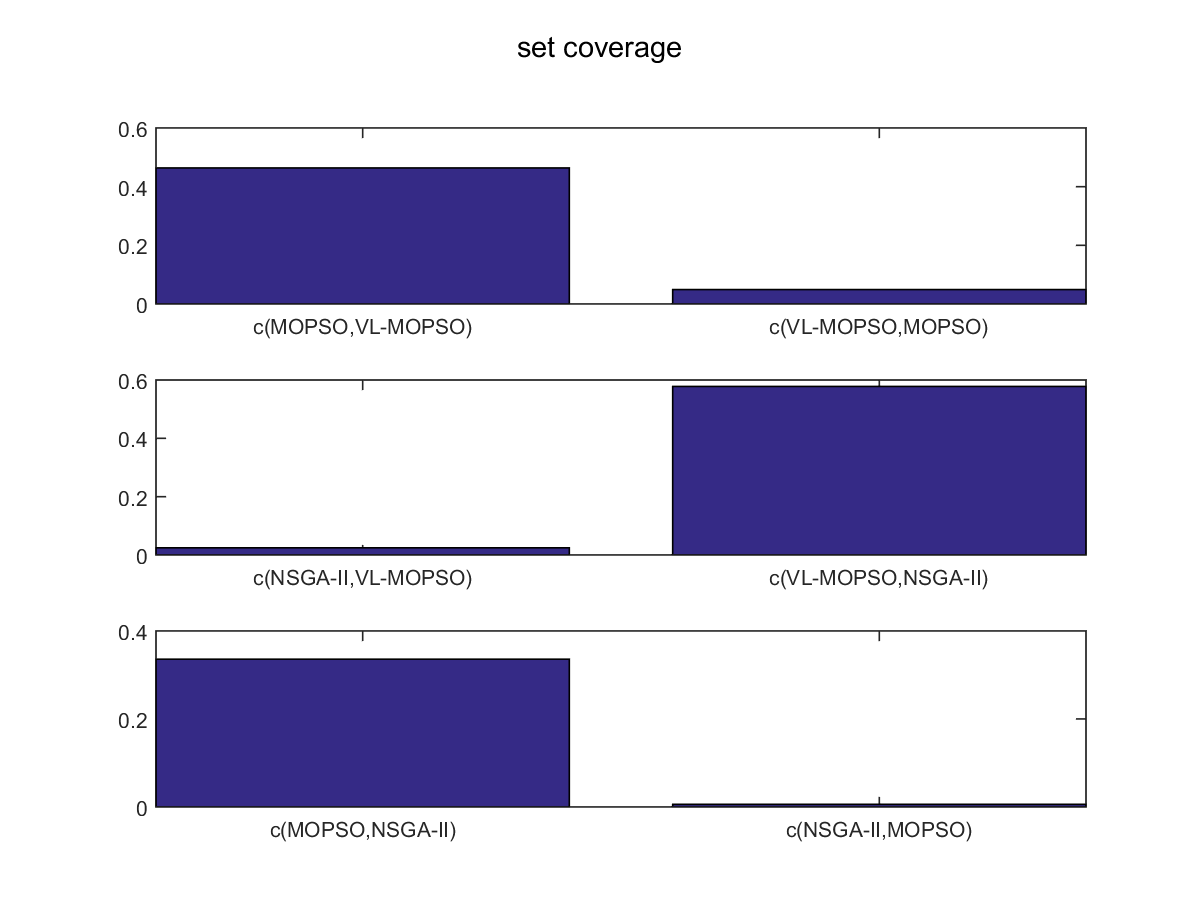 set coverage
0.6
0.4
0.2
0
c(MOPSO,VL-MOPSO) c(VL-MOPSO,MOPSO)
0.6
0.4
0.2
0
c(NSGA-II,VL-MOPSO) c(VL-MOPSO,NSGA-II)
0.4
0.2
0
c(MOPSO,NSGA-II) c(NSGA-II,MOPSO)